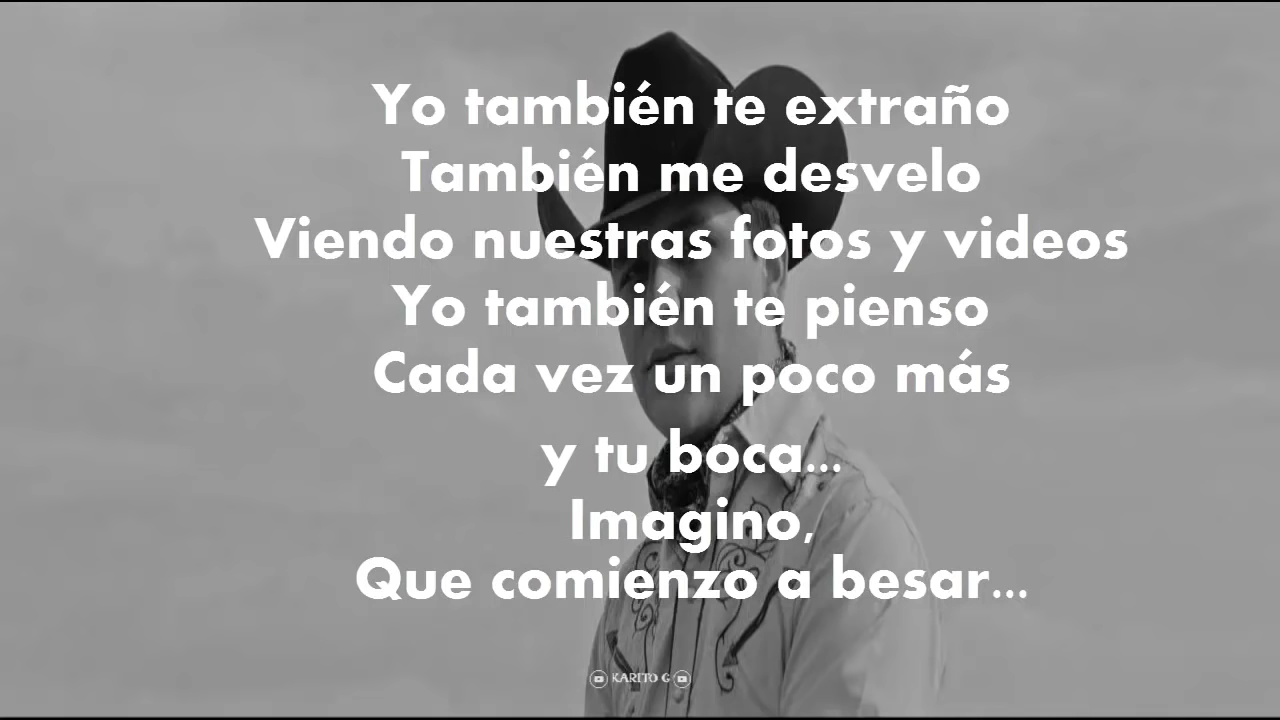 Yo también te extraño
También me desvelo
Viendo nuestras fotos y videos
Yo también te pienso
Cada vez un poco más
y tu boca...
Imagino,
Que comienzo a besar...
KARITO G